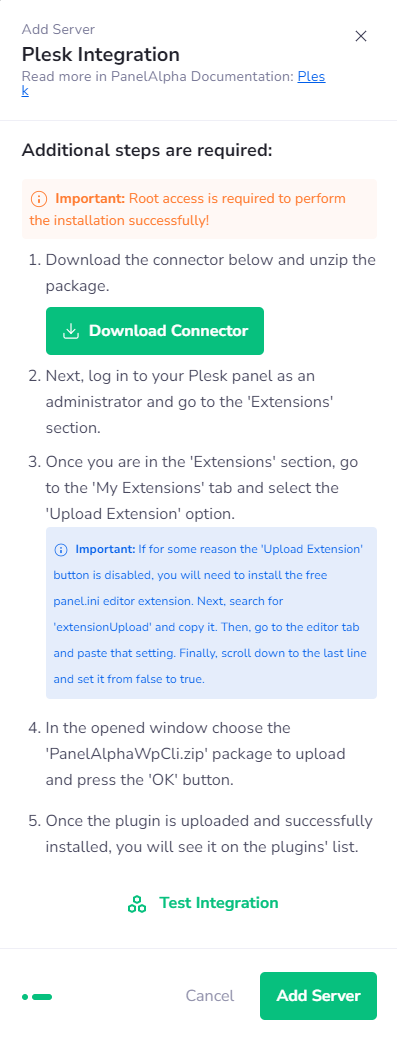 Add Server
Plesk Integration
Read more in PanelAlpha Documentation: Ples
k
Additional steps are required:
Important: Root access is required to perform
the installation successfully!
1. Download the connector below and unzip the
package.
Download Connector
2. Next, log in to your Plesk panel as an
administrator and go to the 'Extensions'
section.
3. Once you are in the 'Extensions' section, go
to the 'My Extensions' tab and select the
'Upload Extension' option.
Important: If for some reason the 'Upload Extension'
button is disabled, you will need to install the free
panel.ini editor extension. Next, search for
'extensionUpload' and copy it. Then, go to the editor tab
and paste that setting. Finally, scroll down to the last line
and set it from false to true.
4. In the opened window choose the
'PanelAlphaWpCli.zip' package to upload
and press the 'OK' button.
5. Once the plugin is uploaded and successfully
installed, you will see it on the plugins' list.
Test Integration
Cancel
Add Server